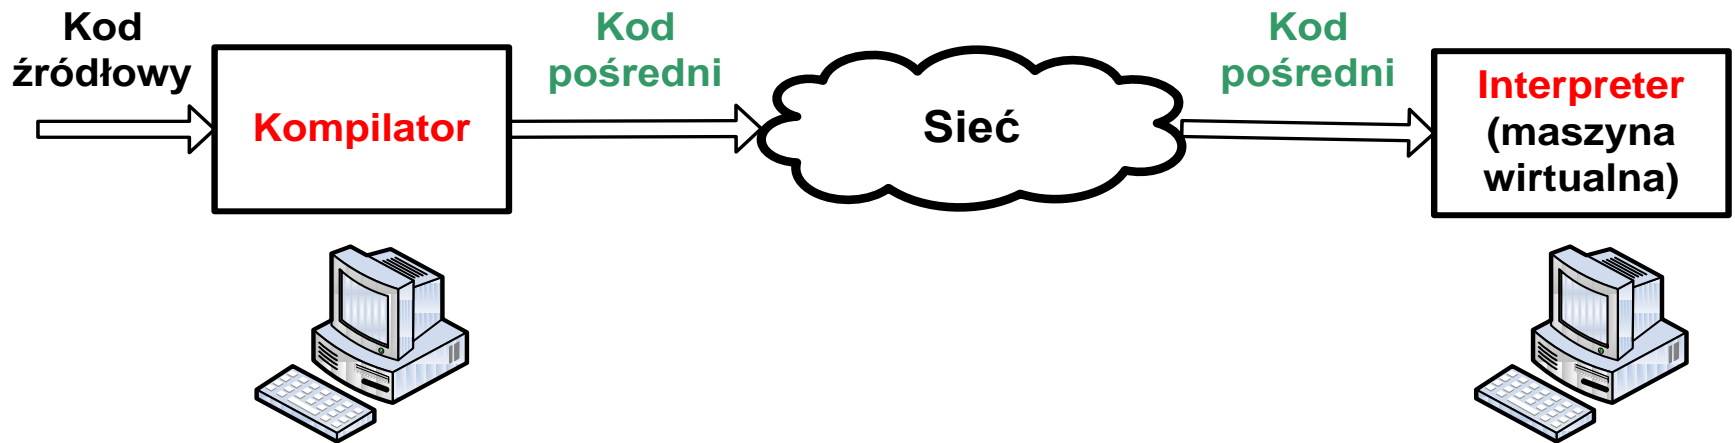 Kod
źródłowy
Kompilator
Kod
pośredni
Sieć
Kod
pośredni
Interpreter
(maszyna
wirtualna)